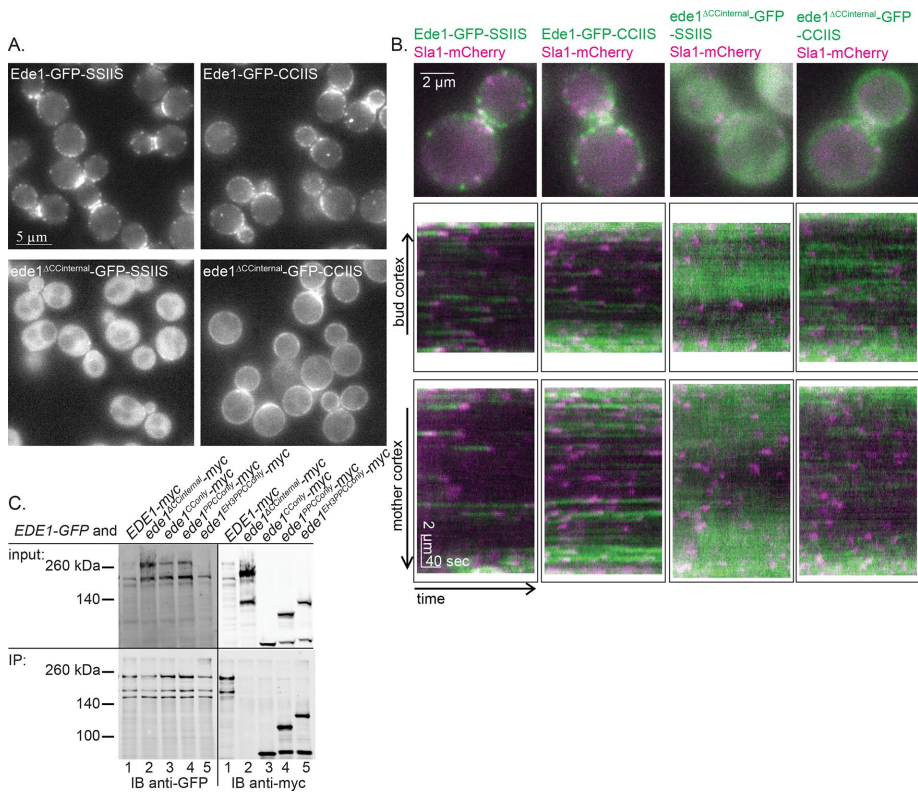 A.
Ede1-GFP-SSIIS
Ede1-GFP-CCIIS
5 µm
ede1ΔCCinternal-GFP-SSIIS
ede1ΔCCinternal-GFP-CCIIS
B.
Ede1-GFP-SSIIS
Sla1-mCherry
Ede1-GFP-CCIIS
Sla1-mCherry
ede1ΔCCinternal-GFP
-SSIIS
Sla1-mCherry
ede1ΔCCinternal-GFP
-CCIIS
Sla1-mCherry
2 µm
bud cortex
mother cortex
2 µm
40 sec
time
C.
EDE1-GFP and
EDE1-myc
ede1ΔCCinternal-myc
ede1CConly-myc
ede1PPCConly-myc
ede1EH3PPCConly-myc
EDE1-myc
ede1ΔCCinternal-myc
ede1CConly-myc
ede1PPCConly-myc
ede1EH3PPCConly-myc
input:
260 kDa
140
IP:
260 kDa
140
100
1 2 3 4 5 1 2 3 4 5
IB anti-GFP IB anti-myc